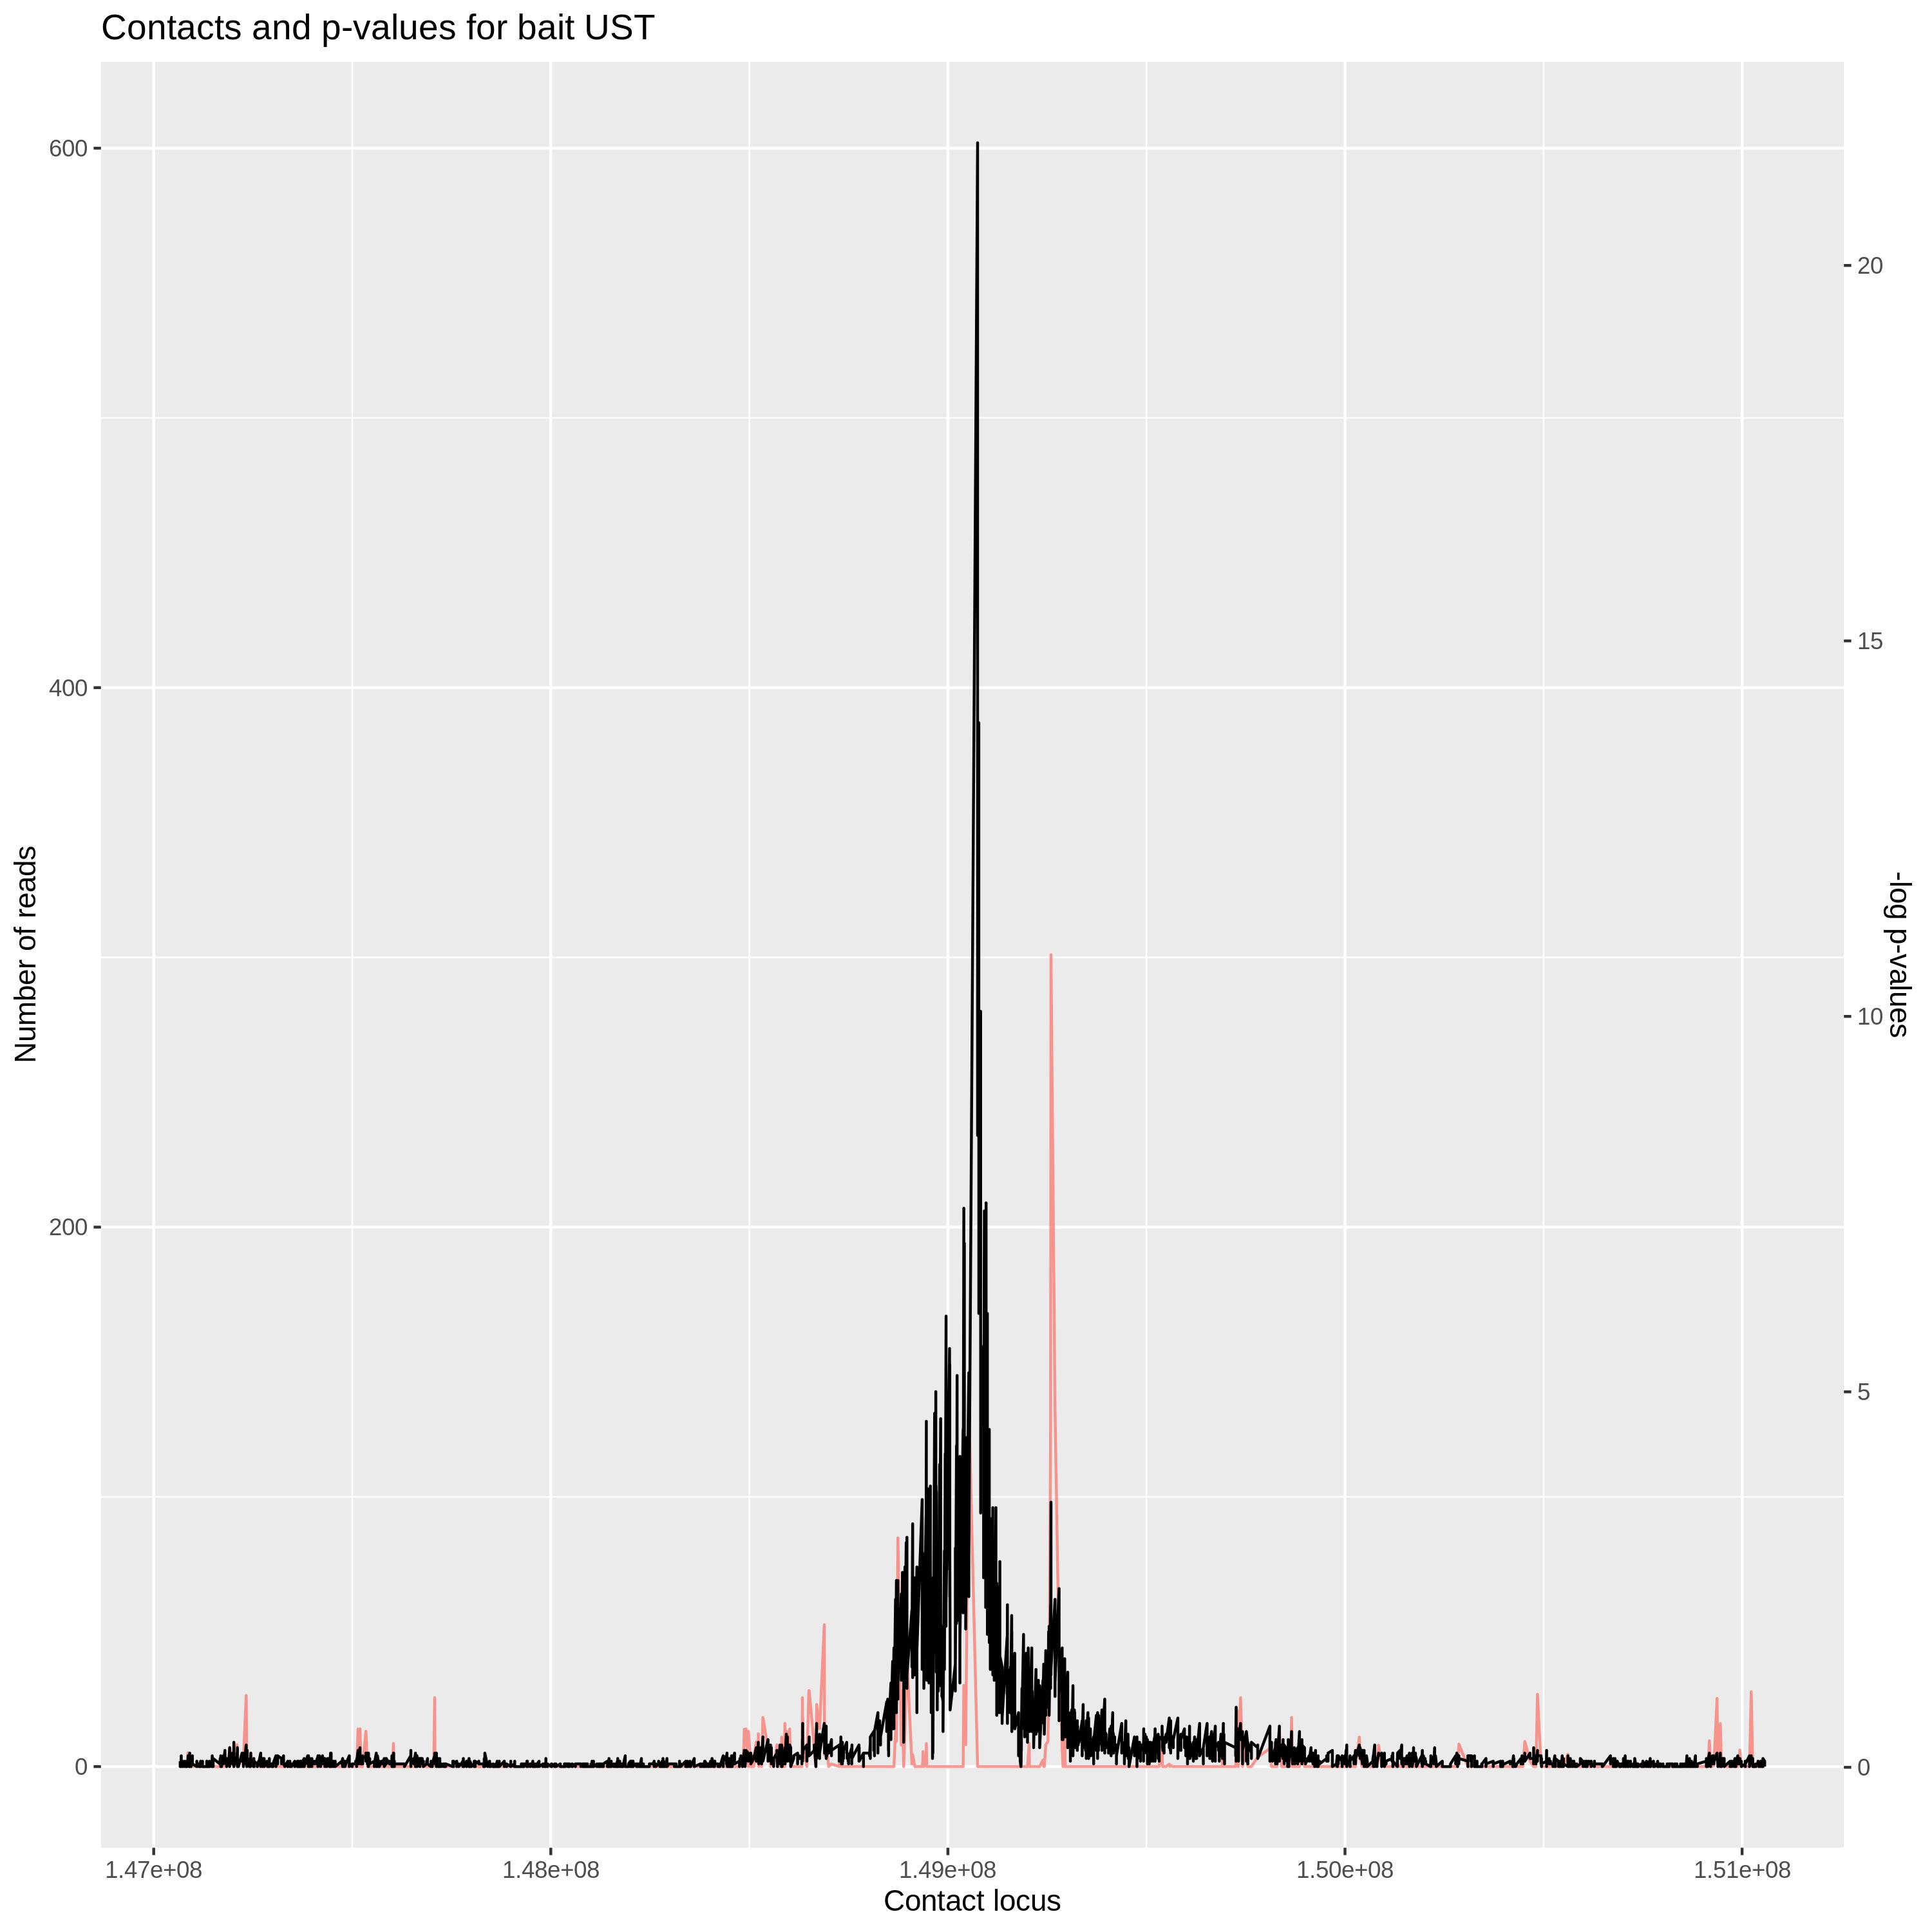 Contacts and p-values for bait UST
600
400
200
0
Number of reads
20
15
10
5
0
-log p-values
1.47e+08
1.48e+08
1.49e+08
1.50e+08
1.51e+08
Contact locus